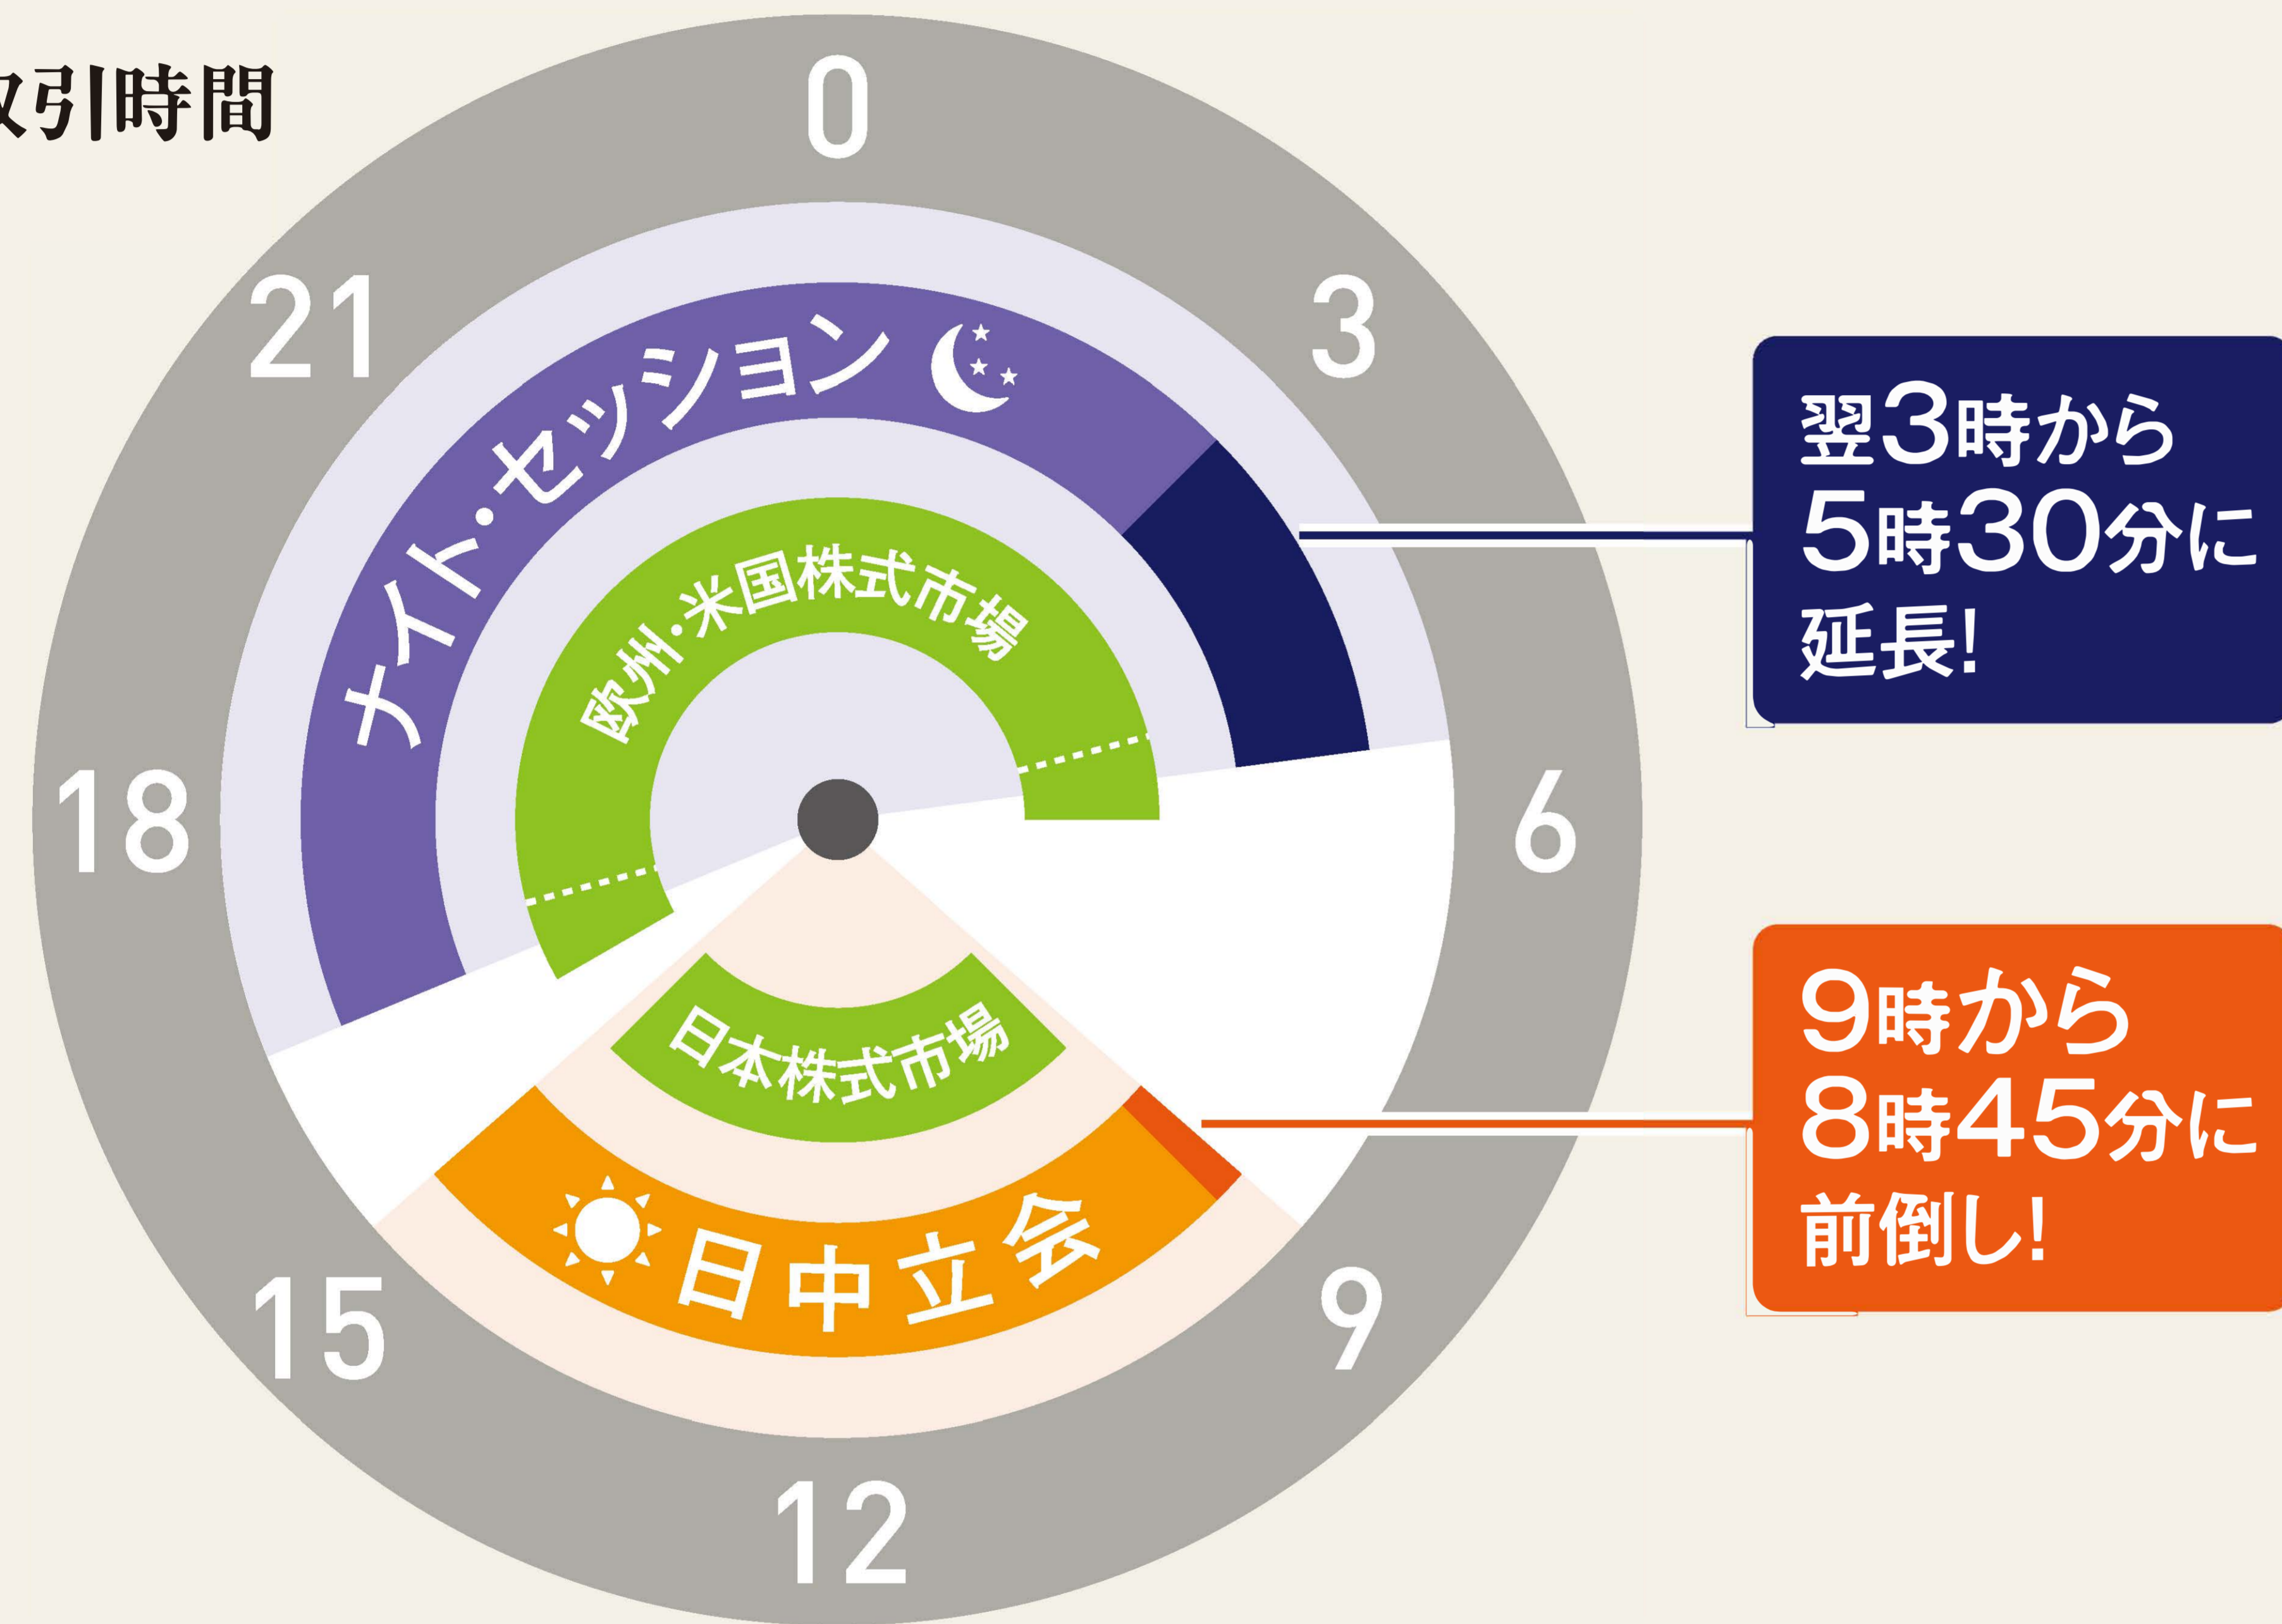 取引時間
0
3
6
9
12
15
18
21
ナイト・セッション
欧州・米国株式市場
日本株式市場
日中立会
翌3時から
5時30分に
延長!
9時から
8時45分に
前倒し!